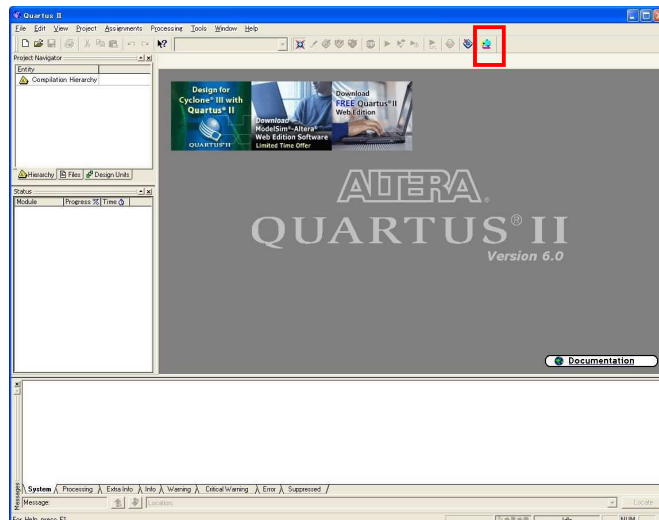 Quartus II
File Edit View Project Assignments Processing Tools Window Help
Project Navigator
Entity
Compilation Hierarchy
Hierarchy Files Design Units
Status
Module Progress % Time
Design for
Cyclone® III with
Quartus® II
QUARTUS® II
Download
ModelSim®-Altera®
Web Edition Software
Limited Time Offer
Download
FREE Quartus® II
Web Edition
ALTERA®
QUARTUS® II
Version 6.0
Documentation
Messages
System Processing Extra Info Info Warning Critical Warning Error Suppressed
Message:
Location:
Locate
For Help, press F1
Idle
NUM